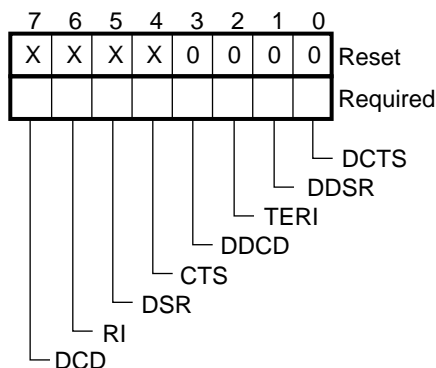 7 6 5 4 3 2 1 0
X X X X 0 0 0 0 Reset
Required
DCTS
DDSR
TERI
DDCD
CTS
DSR
RI
DCD